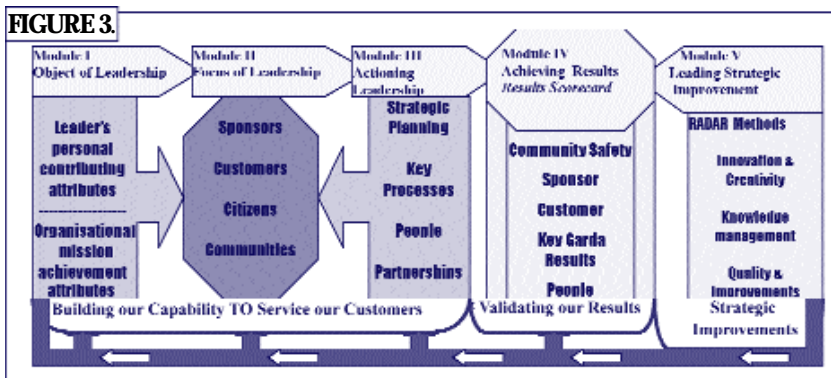 FIGURE 3.
Module I
Object of Leadership
Module II
Focus of Leadership
Module III
Actioning
Leadership
Module IV
Achieving Results
Results Scorecard
Module V
Leading Strategic
Improvement
Leader's
personal
contributing
attributes
Organisational
mission
achievement
attributes
Sponsors
Customers
Citizens
Communities
Strategic
Planning
Key
Processes
People
Partnerships
Community Safety
Sponsor
Customer
Key Garda
Results
People
RADAR Methods
Innovation &
Creativity
Knowledge
management
Quality &
Improvements
Building our Capability TO Service our Customers
Validating our Results
Strategic
Improvements